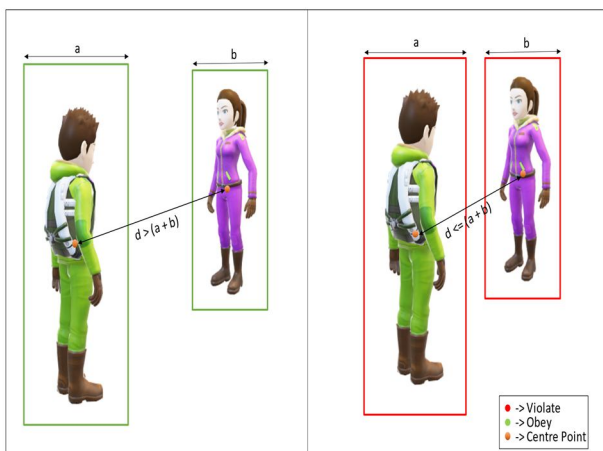 a
b
d > (a + b)
a
b
d <= (a + b)
-> Violate
-> Obey
-> Centre Point